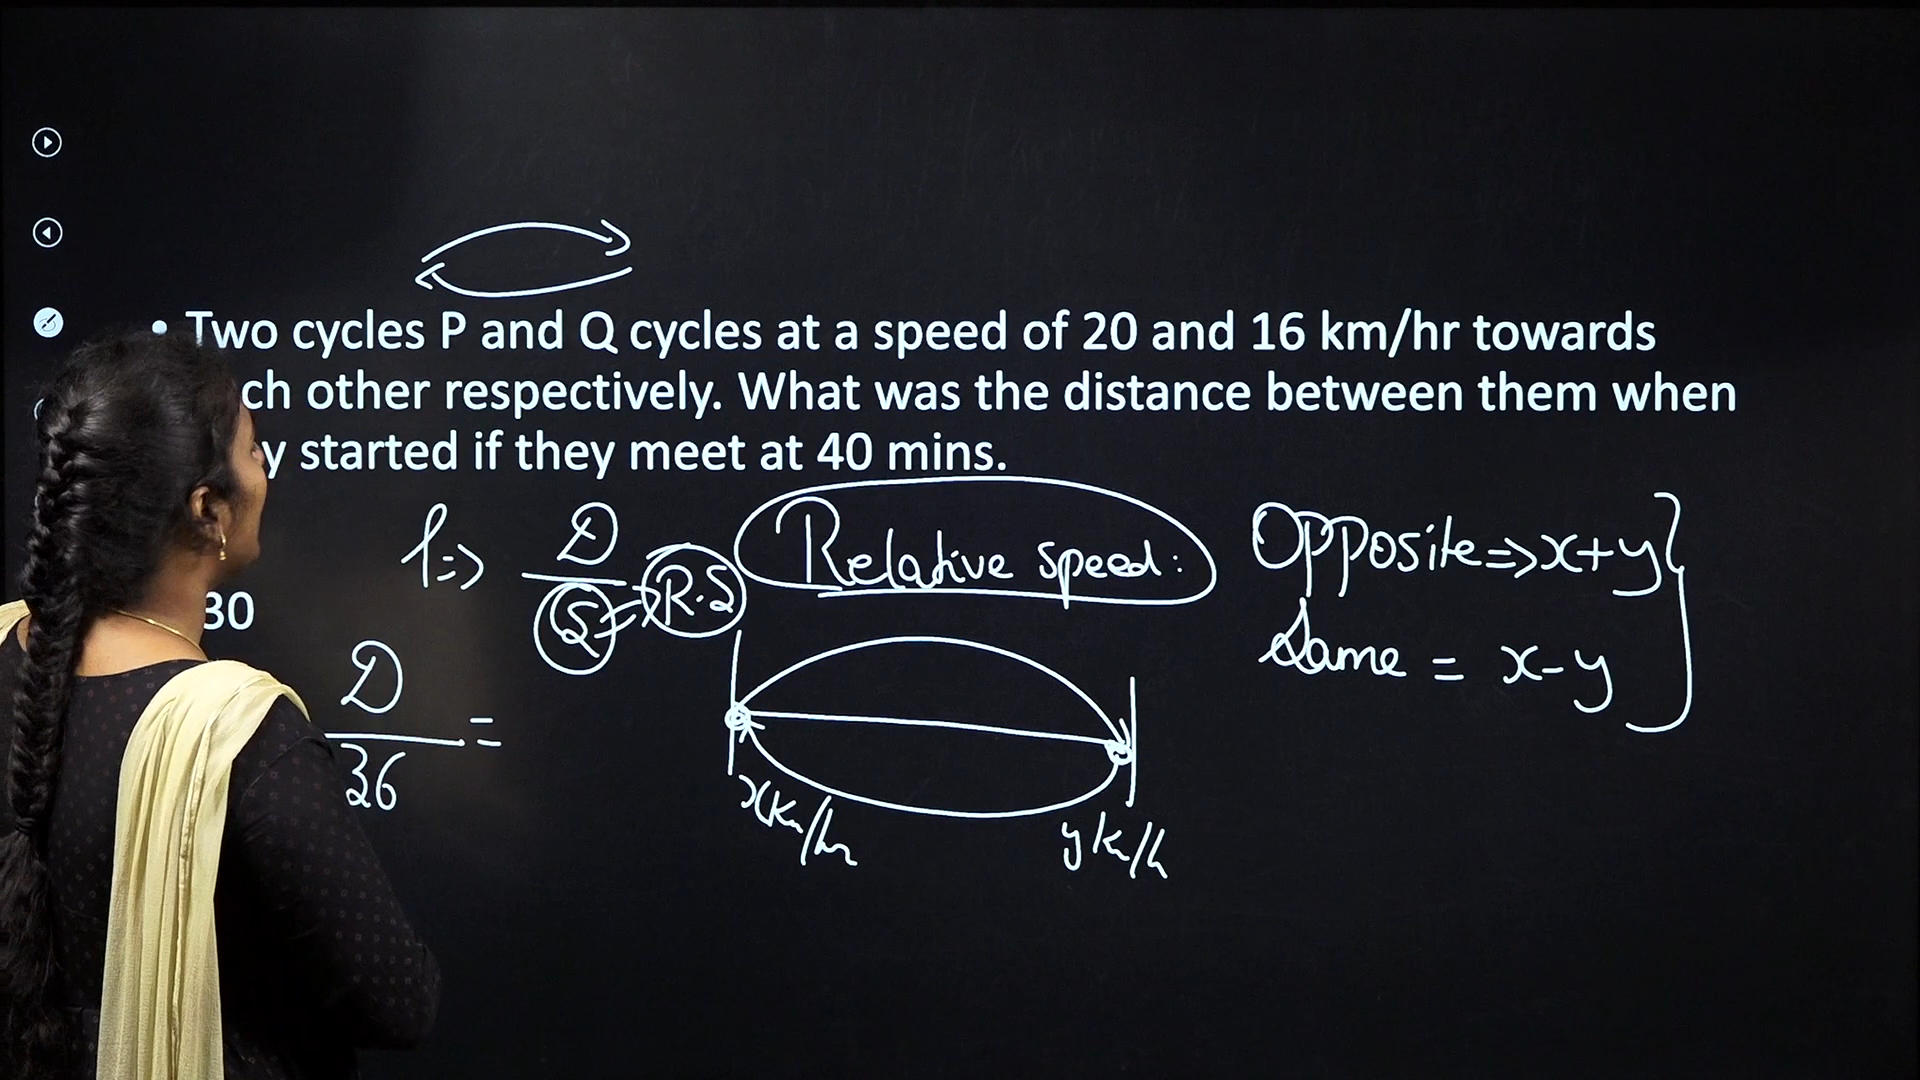 • Two cycles P and Q cycles at a speed of 20 and 16 km/hr towards
ch other respectively. What was the distance between them when
y started if they meet at 40 mins.
D
S
R.S
Relative speed:
Opposite => x+y
Same = x-y
30
D
36
=
x km/hr
y km/h